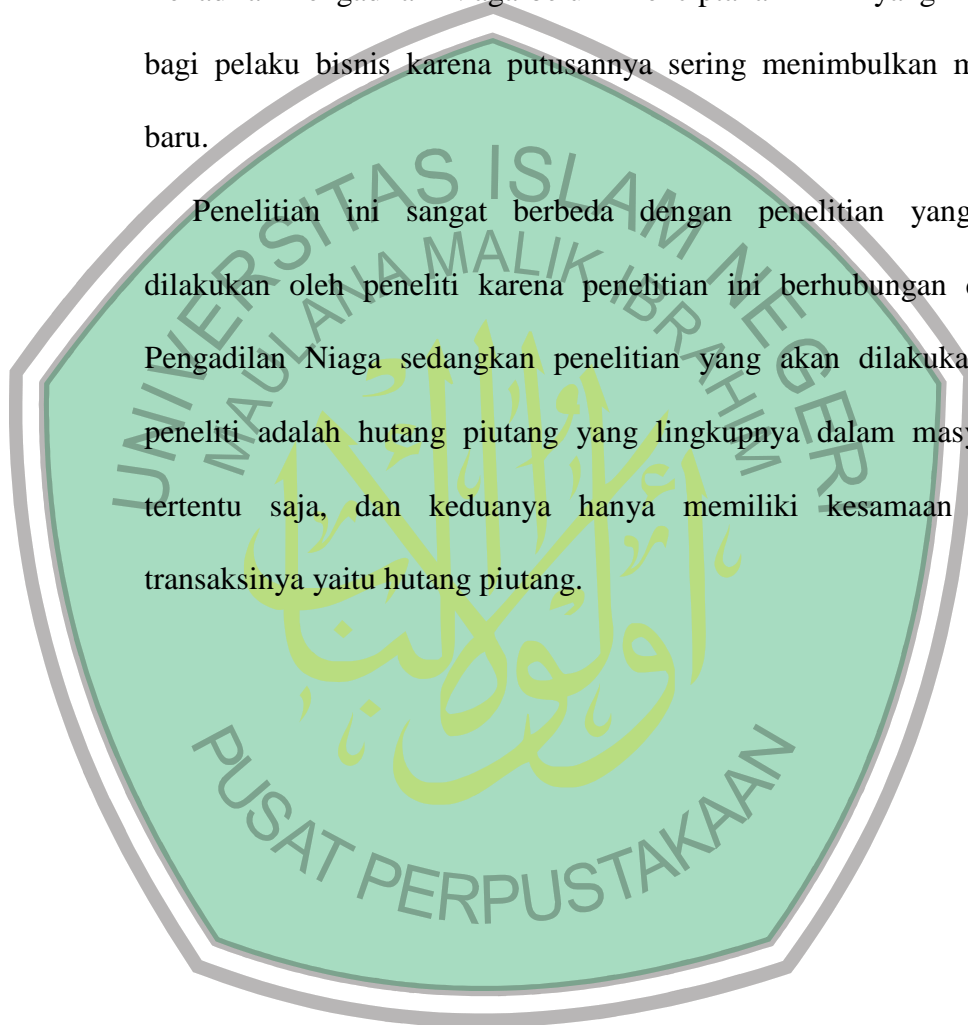 bagi pelaku bisnis karena putusannya sering menimbulkan
baru.
Penelitian ini sangat berbeda dengan penelitian yang
dilakukan oleh peneliti karena penelitian ini berhubungan
Pengadilan Niaga sedangkan penelitian yang akan
peneliti adalah hutang piutang yang lingkupnya dalam
tertentu saja, dan keduanya hanya memiliki kesamaan
transaksinya yaitu hutang piutang.
UNIVERSITAS ISLAM NEGERI
MAULANA MALIK IBRAHIM
PUSAT PERPUSTAKAAN